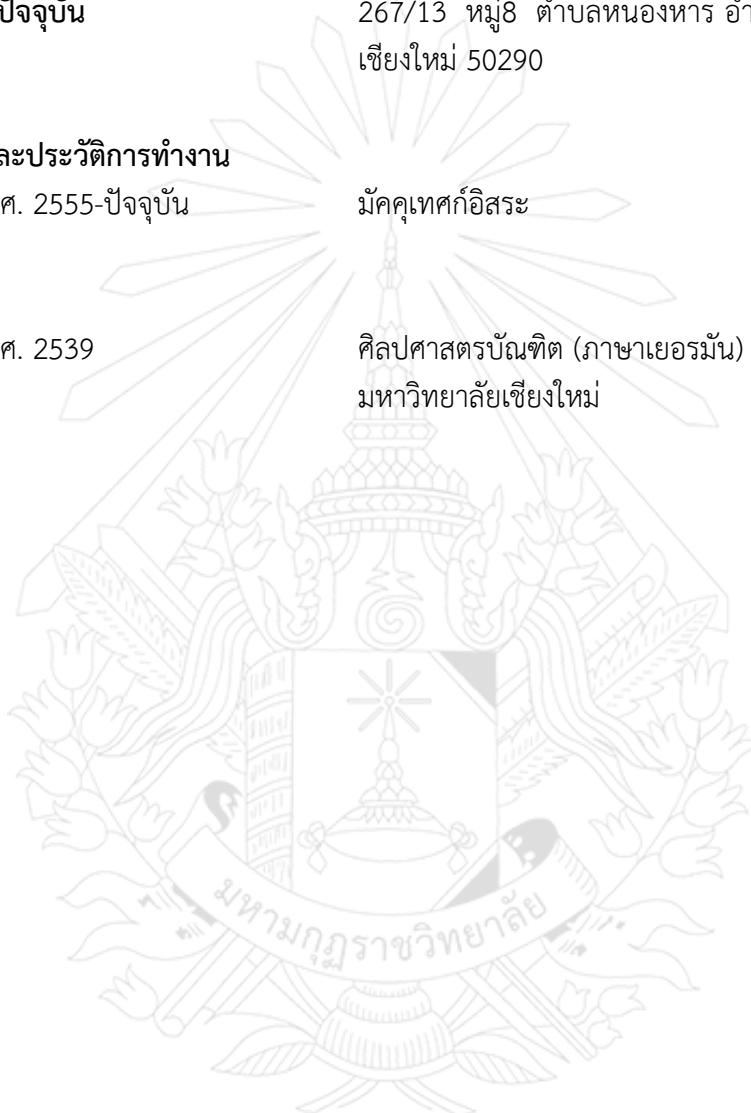 ปัจจุบัน 267/13 หมู่8 ตำบลหนองหาร อำ
เชียงใหม่ 50290
ละประวัติการทำงาน
ศ. 2555-ปัจจุบัน มัคคุเทศก์อิสระ
ศ. 2539 ศิลปศาสตรบัณฑิต (ภาษาเยอรมัน)
มหาวิทยาลัยเชียงใหม่
มหามกุฏราชวิทยาลัย